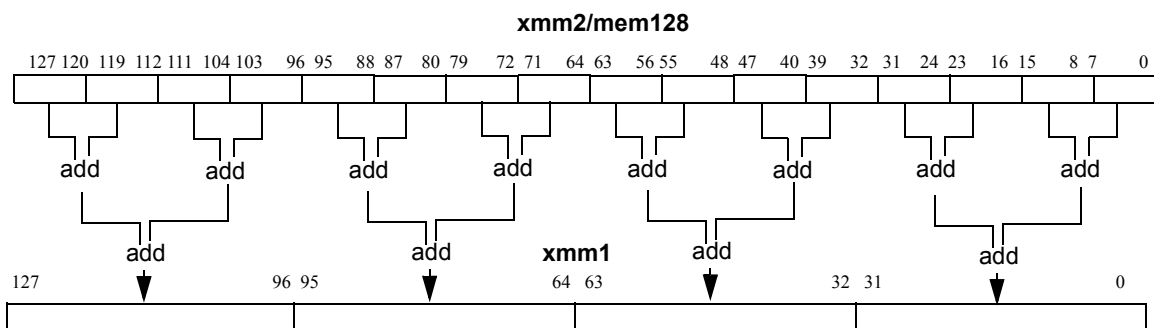 xmm2/mem128
127 120 119 112 111 104 103 96 95 88 87 80 79 72 71 64 63 56 55 48 47 40 39 32 31 24 23 16 15 8 7 0
add add add add add add add add
add add add add
xmm1
127 96 95 64 63 32 31 0